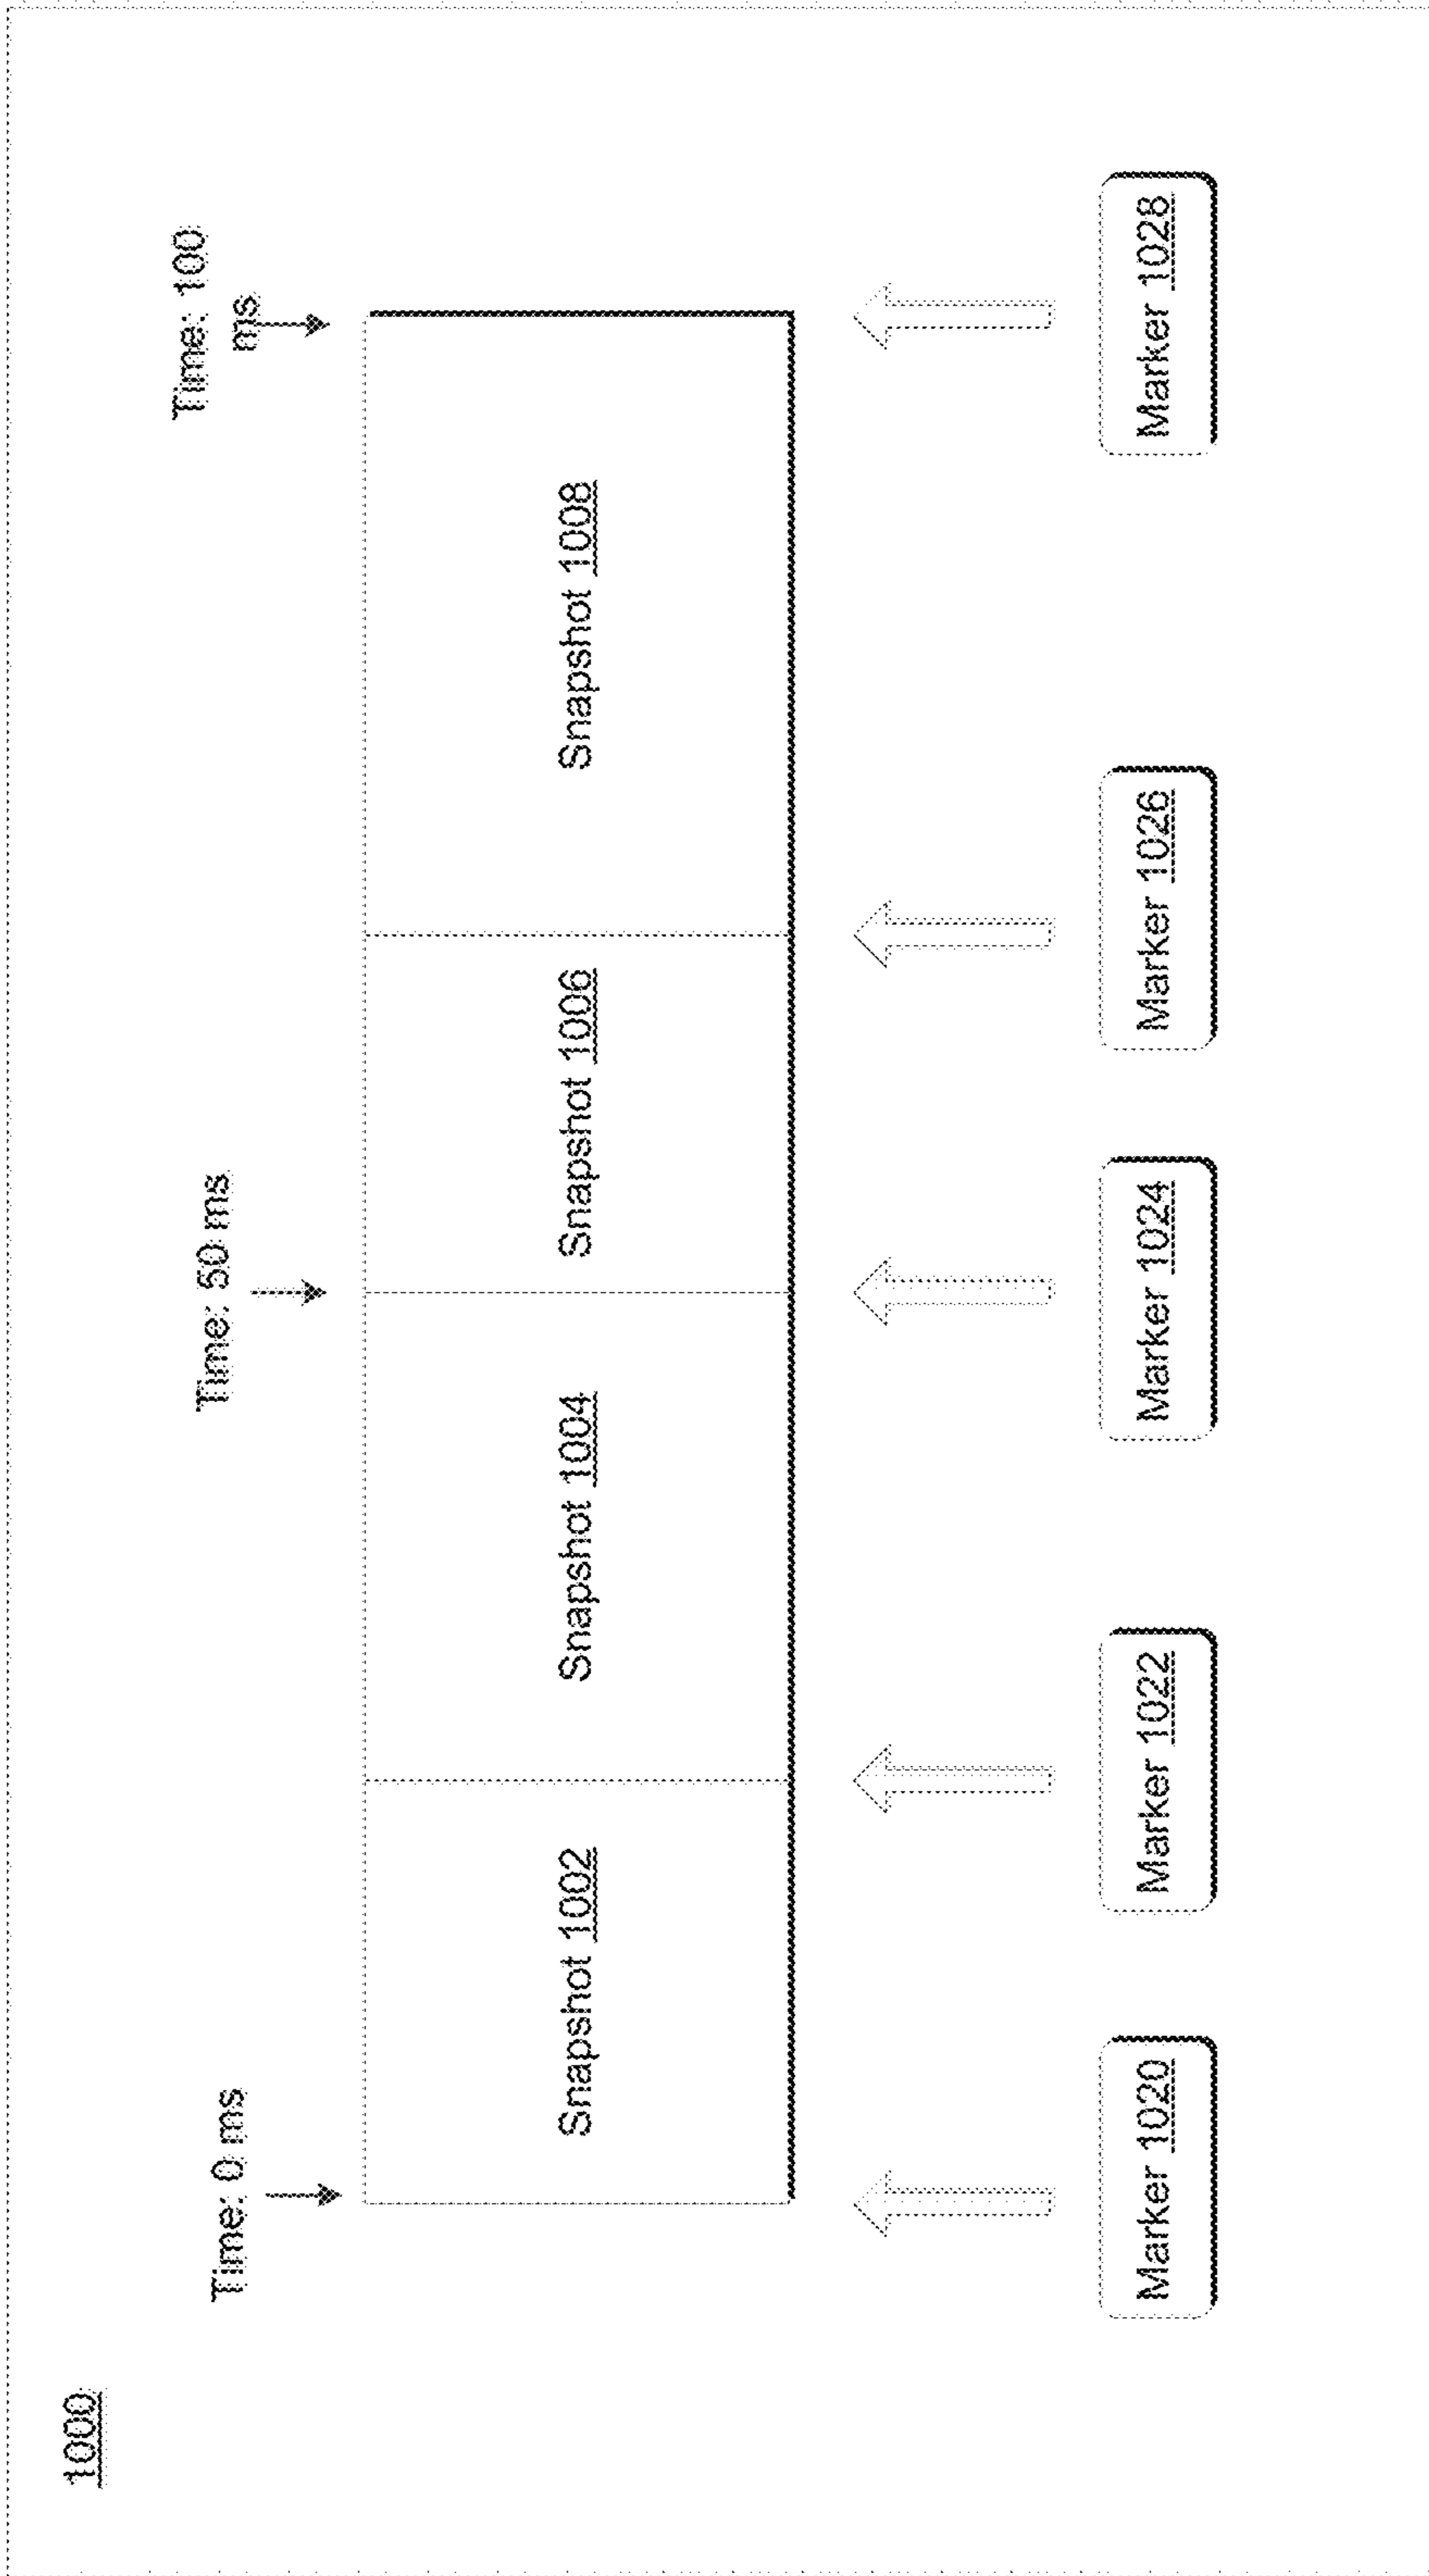 1000
Time: 0 ms
Time: 50 ms
Time: 100
ms
Snapshot 1002
Snapshot 1004
Snapshot 1006
Snapshot 1008
Marker 1020
Marker 1022
Marker 1024
Marker 1026
Marker 1028